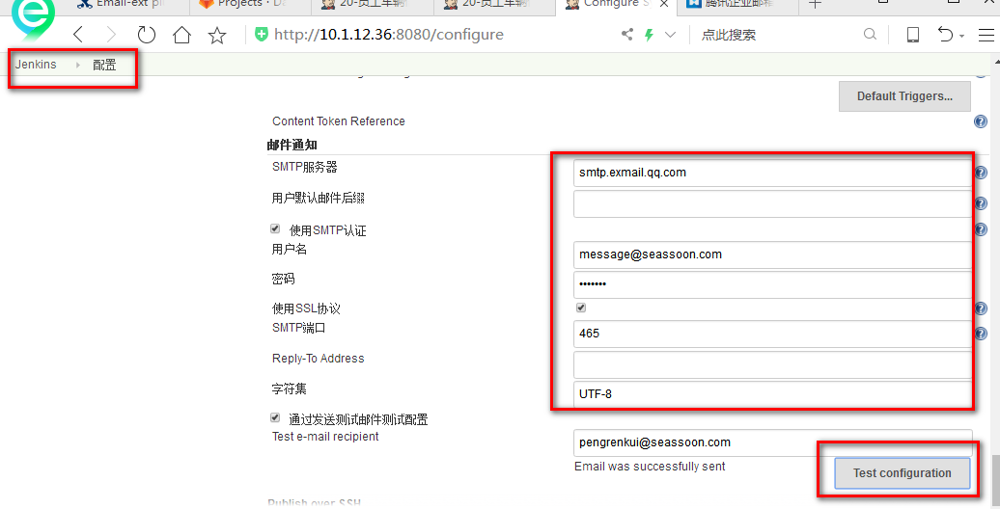 Email-ext pl
Projects · Da
20-员工车辆
20-员工车辆
Configure S
腾讯企业邮箱
http://10.1.12.36:8080/configure
点此搜索
Jenkins
配置
Default Triggers...
Content Token Reference
邮件通知
SMTP服务器
smtp.exmail.qq.com
用户默认邮件后缀
使用SMTP认证
用户名
message@seassoon.com
密码
•••••••
使用SSL协议
SMTP端口
465
Reply-To Address
字符集
UTF-8
通过发送测试邮件测试配置
Test e-mail recipient
pengrenkui@seassoon.com
Email was successfully sent
Test configuration
Publish over SSH